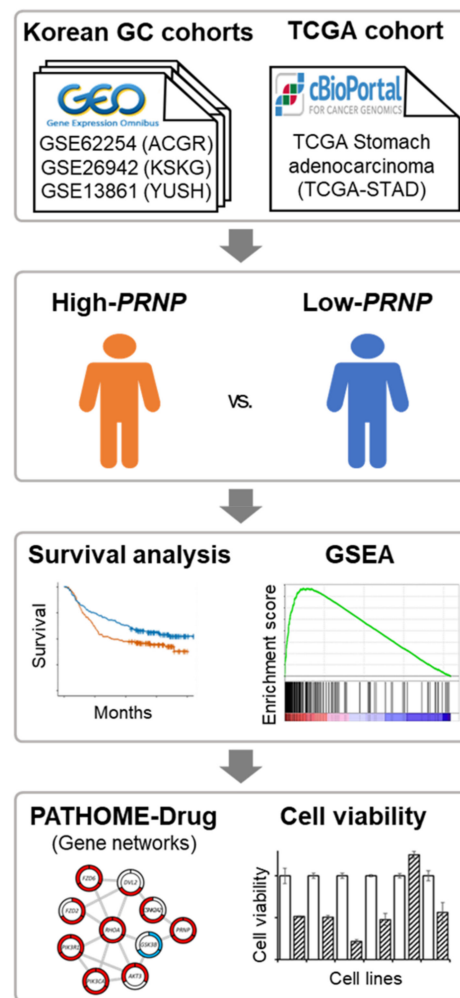 Korean GC cohorts
TCGA cohort
GEO
Gene Expression Omnibus
GSE62254 (ACGR)
GSE26942 (KSKG)
GSE13861 (YUSH)
cBioPortal
FOR CANCER GENOMICS
TCGA Stomach
adenocarcinoma
(TCGA-STAD)
High-PRNP
vs.
Low-PRNP
Survival analysis
Survival
Months
GSEA
Enrichment score
PATHOME-Drug
(Gene networks)
FZD6
DVL2
FZD2
RHOA
PRNP
PIK3R1
GSK3B
PIK3CA
AKT3
Cell viability
Cell viability
Cell lines